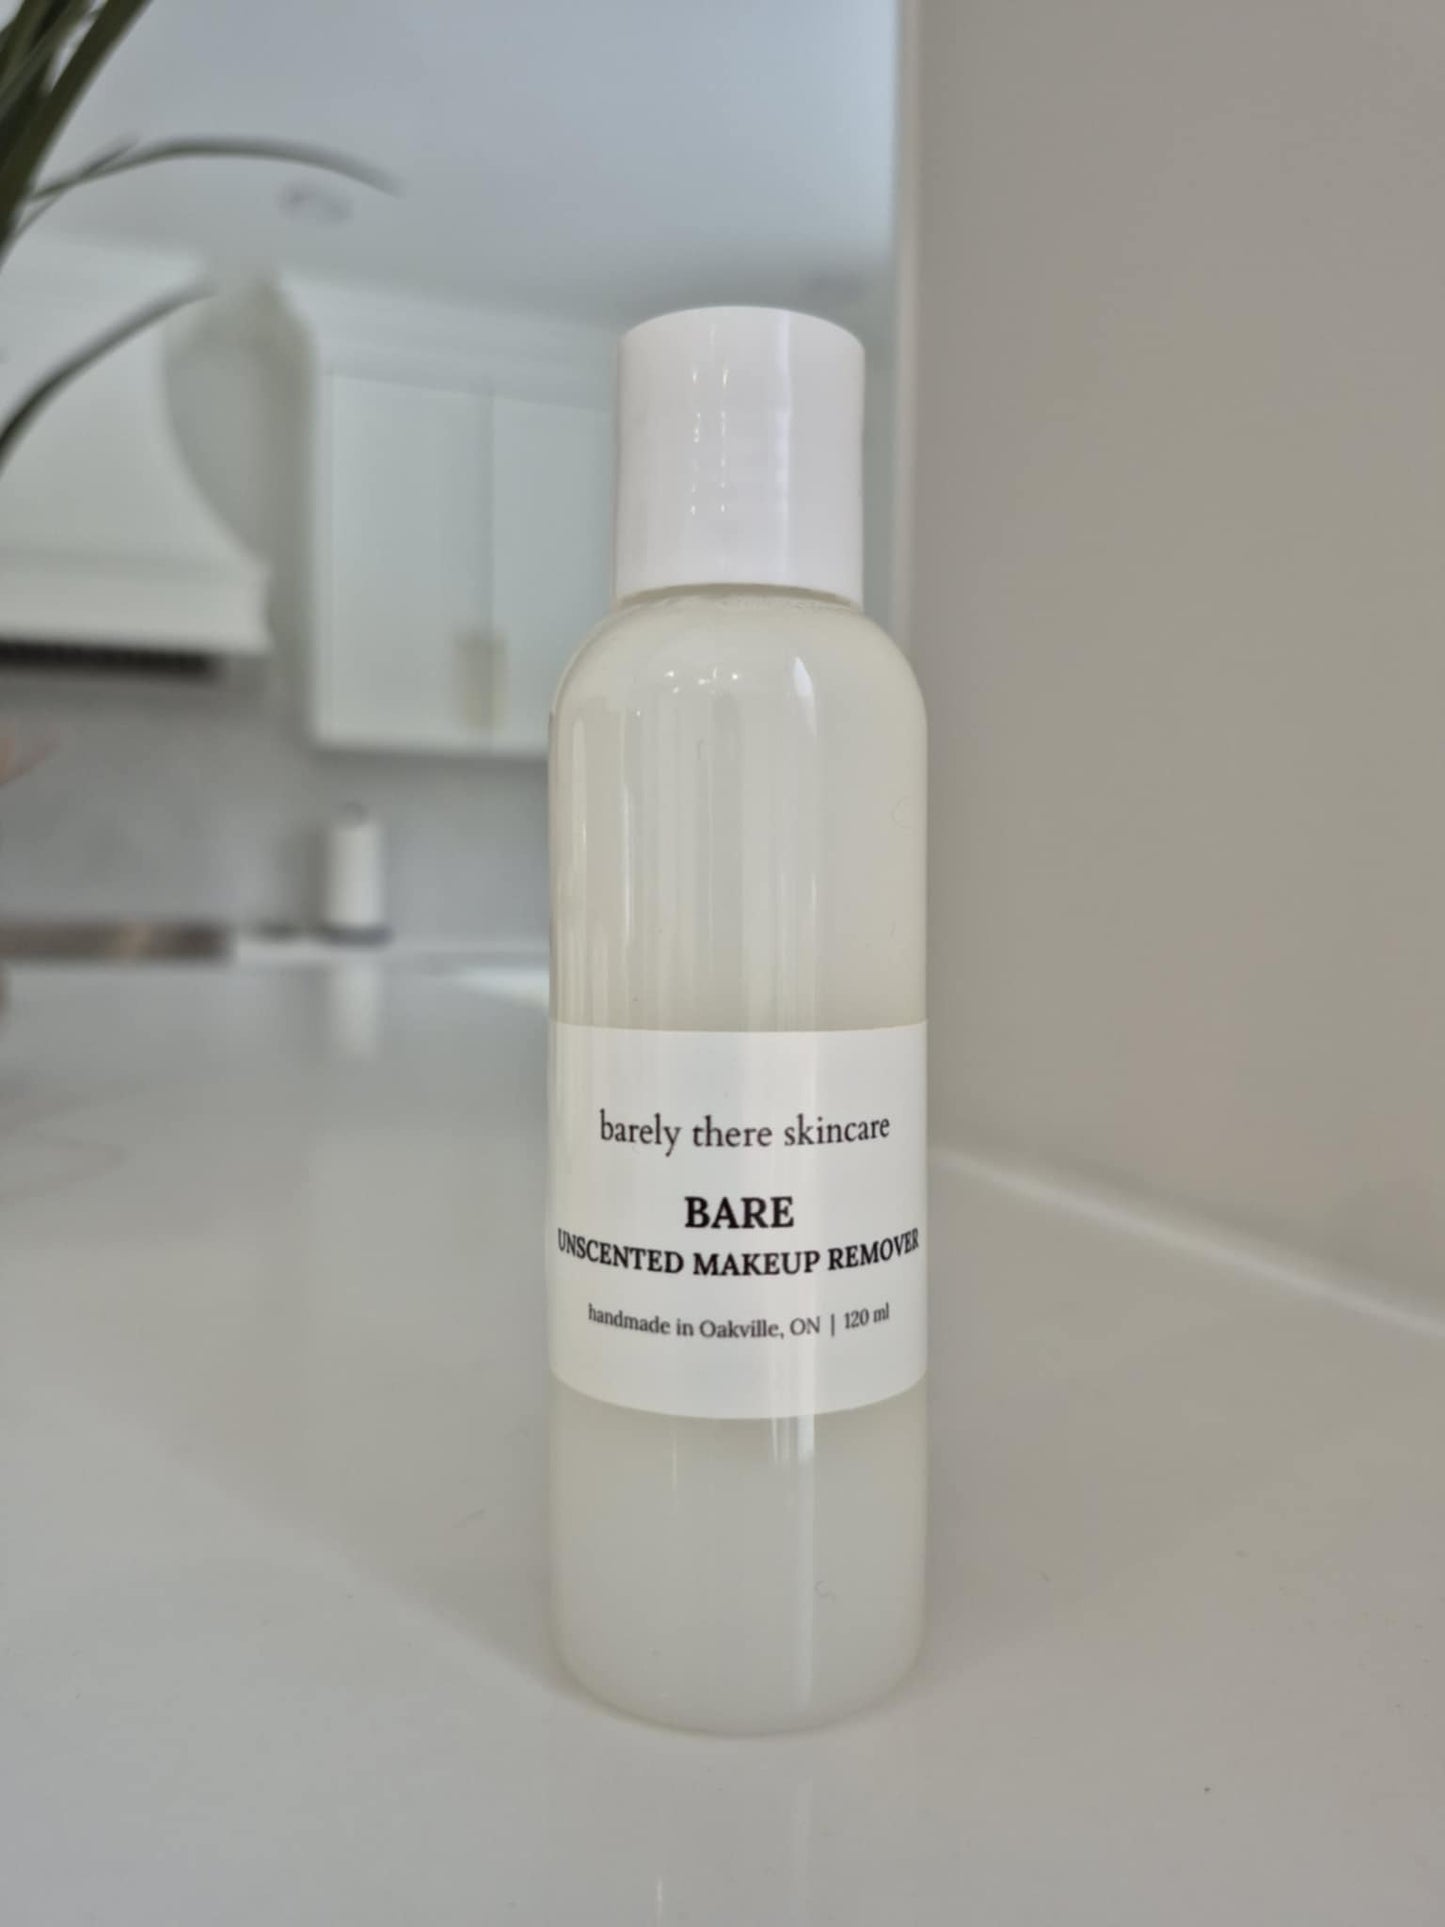 barely there skincare
BARE
UNSCENTED MAKEUP REMOVER
handmade in Oakville, ON | 120 ml